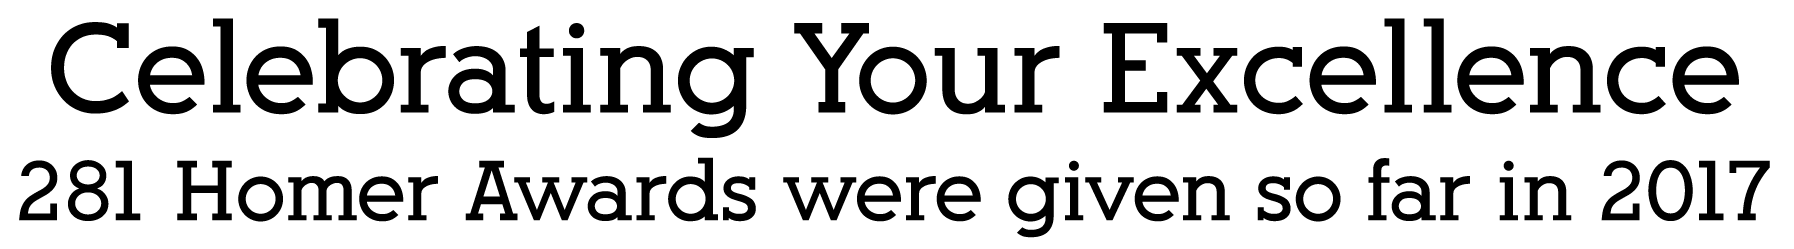 Celebrating Your Excellence
281 Homer Awards were given so far in 2017